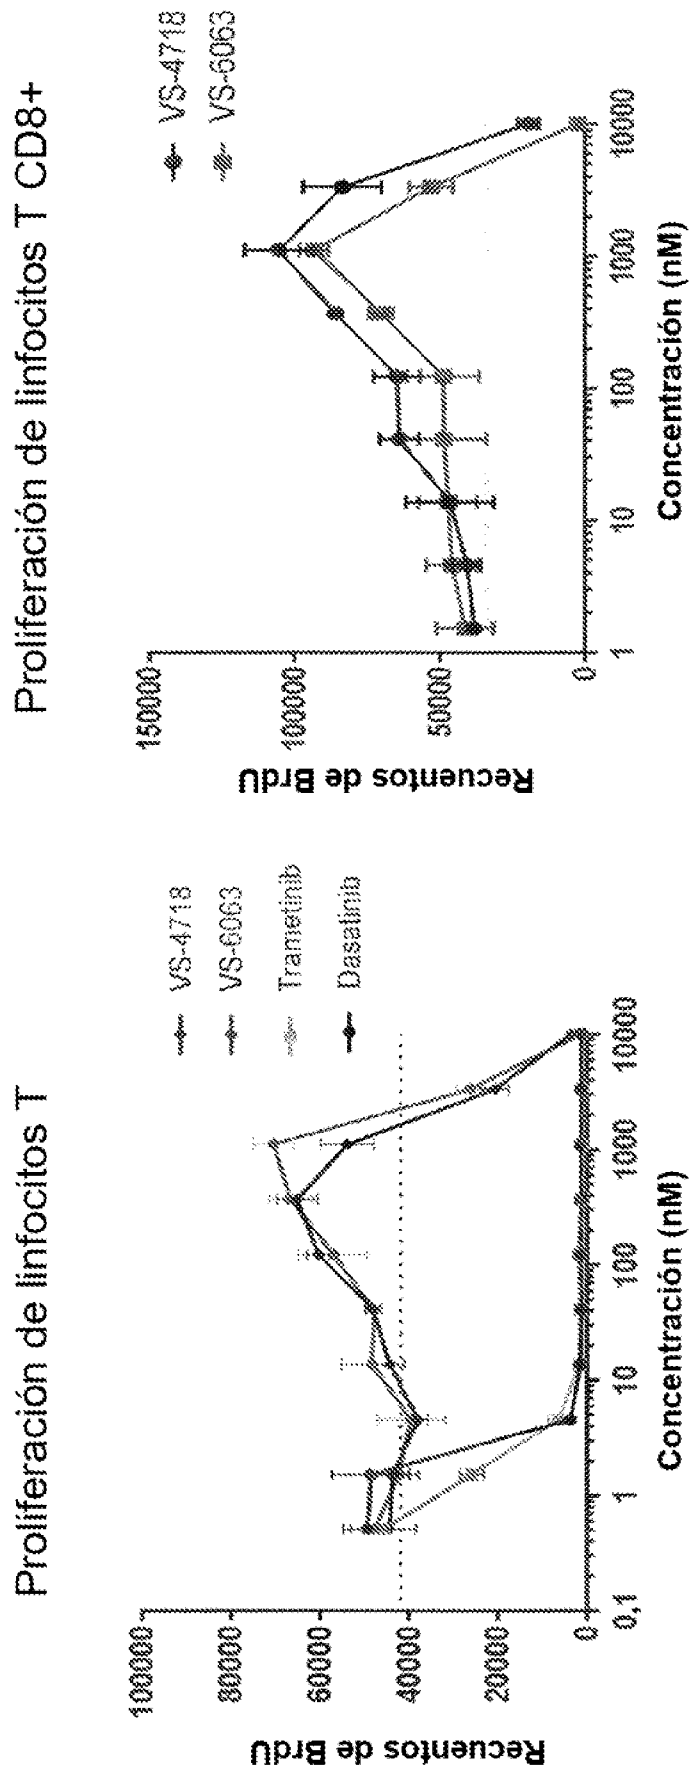 Proliferación de linfocitos T
Recuentos de BrdU
100000
80000
60000
40000
20000
0
0,1
1
10
100
1000
10000
Concentración (nM)
VS-4718
VS-6063
Trametinib
Dasatinib
Proliferación de linfocitos T CD8+
Recuentos de BrdU
150000
100000
50000
0
1
10
100
1000
10000
Concentración (nM)
VS-4718
VS-6063